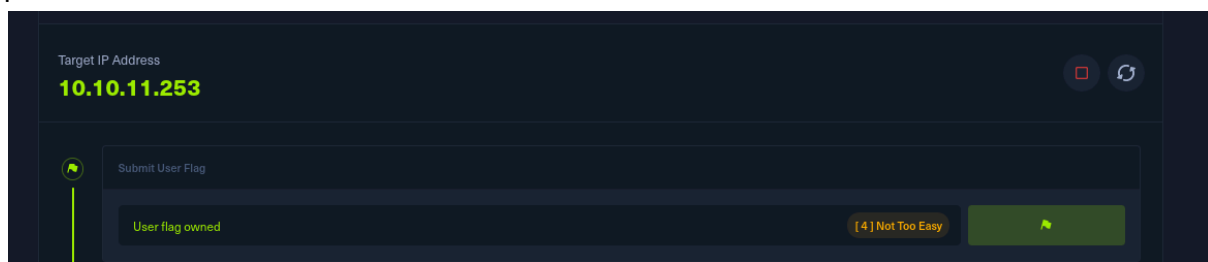 Target IP Address
10.10.11.253
Submit User Flag
User flag owned
[ 4 ] Not Too Easy